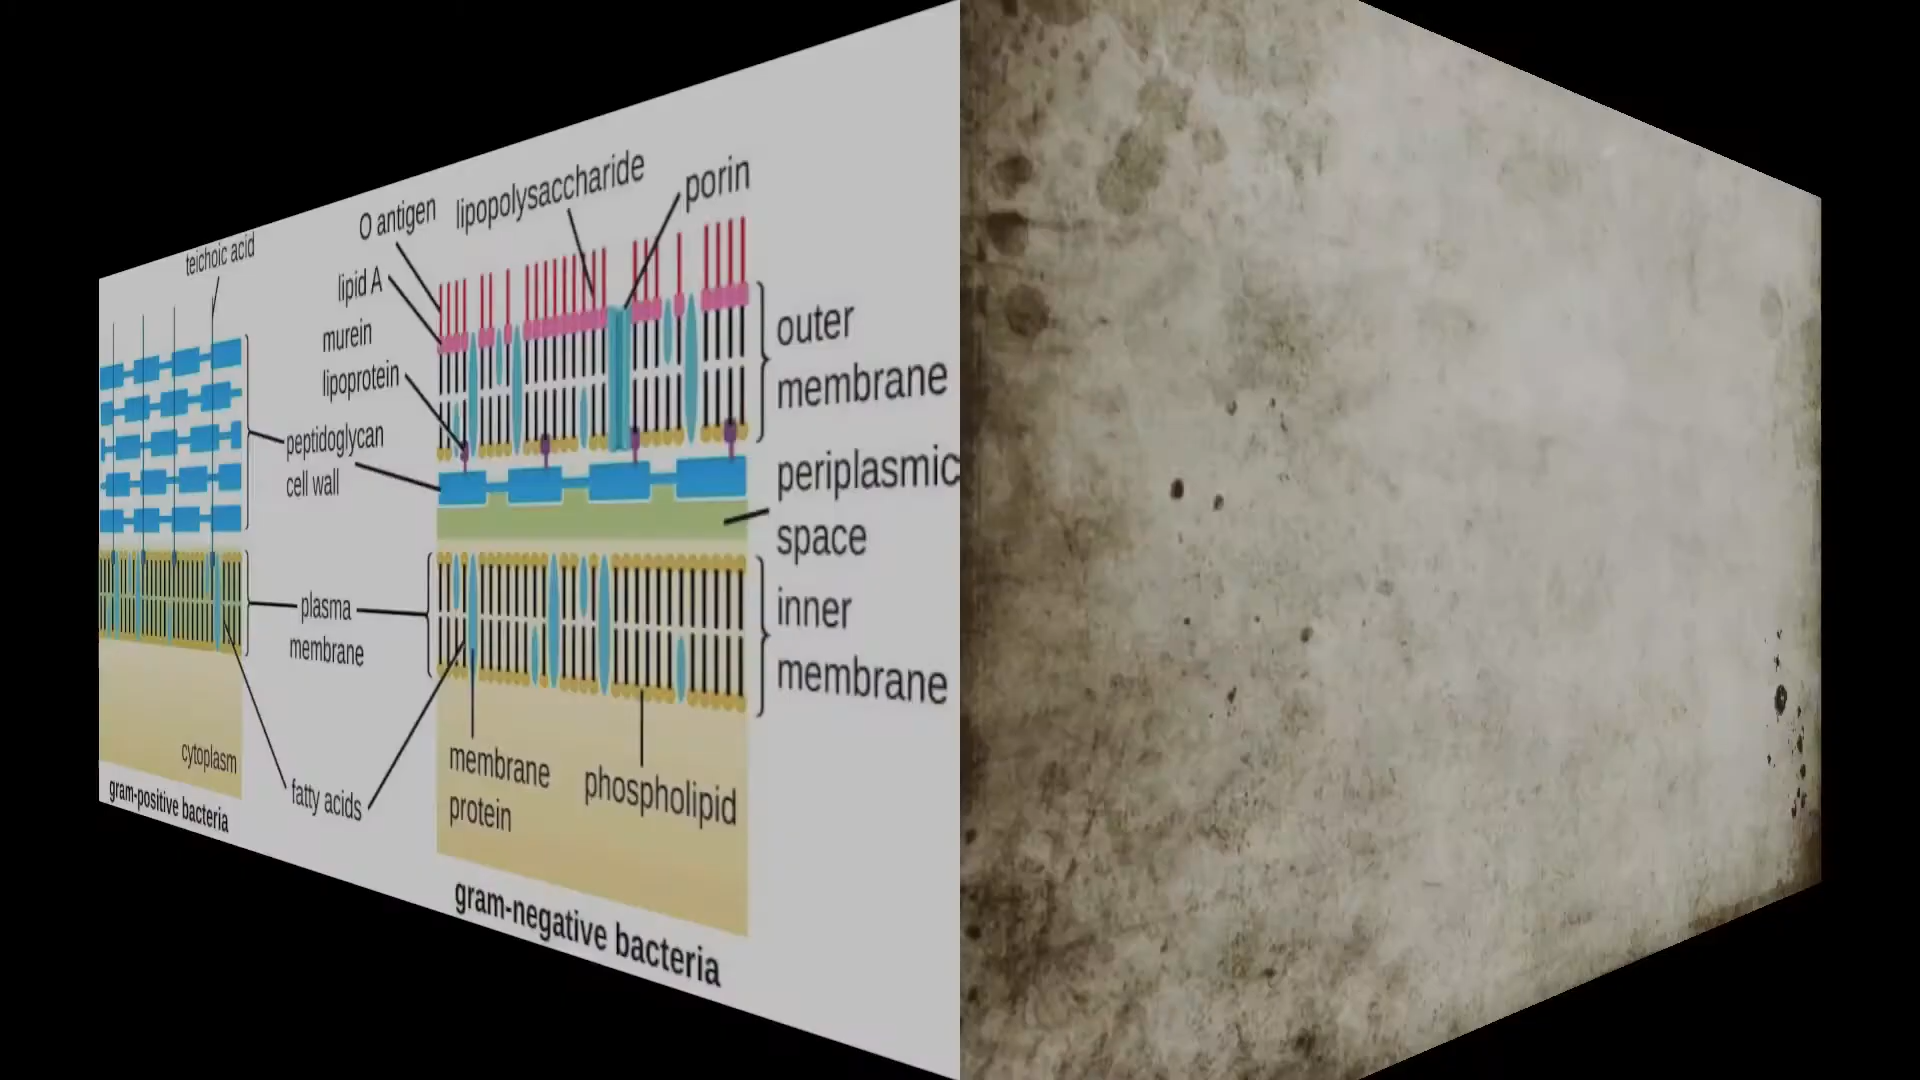 teichoic acid
O antigen
lipopolysaccharide
porin
lipid A
murein
lipoprotein
peptidoglycan
cell wall
plasma
membrane
outer
membrane
periplasmic
space
inner
membrane
cytoplasm
fatty acids
membrane
protein
phospholipid
gram-positive bacteria
gram-negative bacteria